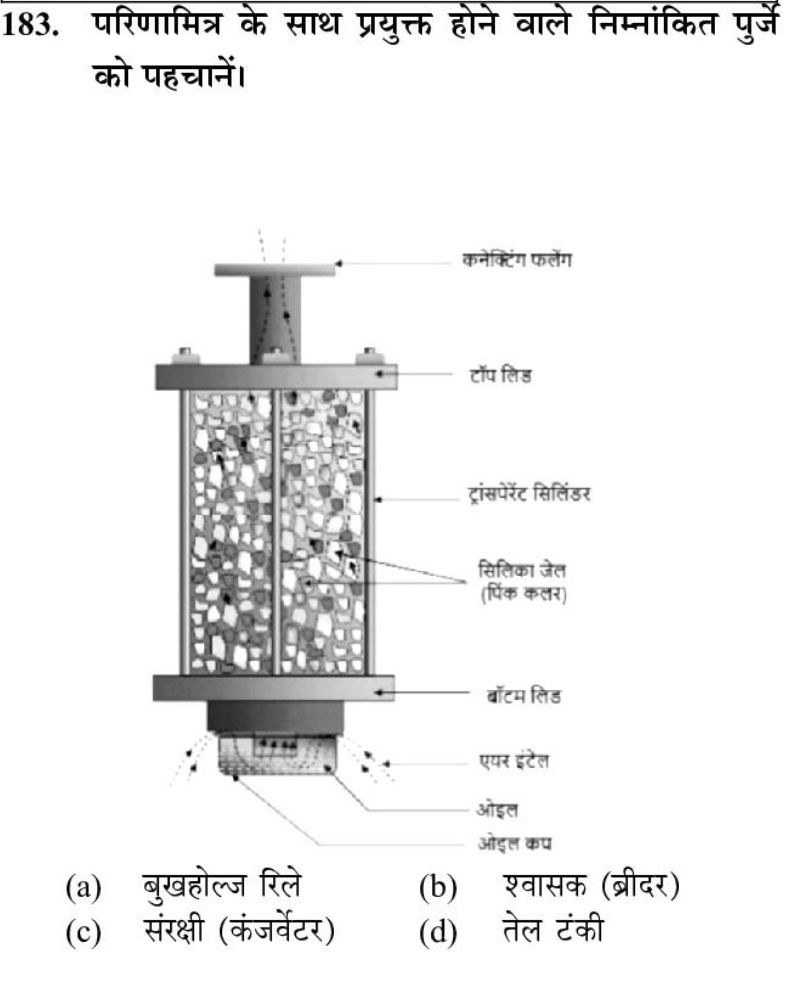 183. परिणामित्र के साथ प्रयुक्त होने वाले निम्नांकित पुर्जे
को पहचानें।
कनेक्टिंग फलेंग
टॉप लिड
ट्रांसपेरेंट सिलिंडर
सिलिका जेल
(पिंक कलर)
बॉटम लिड
एयर इंटेल
ओइल
ओइल कप
(a) बुखहोल्ज रिले (b) श्वासक (ब्रीदर)
(c) संरक्षी (कंजर्वेटर) (d) तेल टंकी